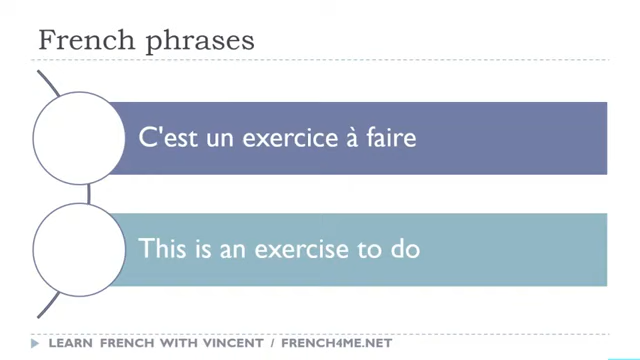 French phrases
C'est un exercice à faire
This is an exercise to do
LEARN FRENCH WITH VINCENT / FRENCH4ME.NET